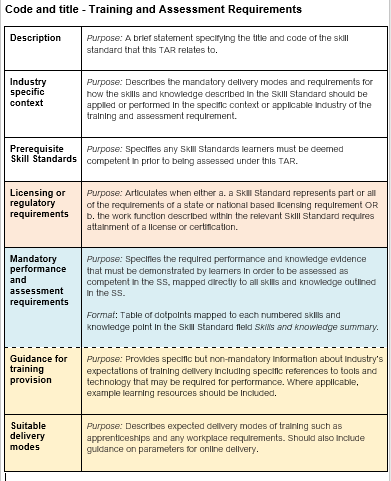 Code and title - Training and Assessment Requirements
Description
Purpose: A brief statement specifying the title and code of the skill
standard that this TAR relates to.
Industry
specific
context
Purpose: Describes the mandatory delivery modes and requirements for
how the skills and knowledge described in the Skill Standard should be
applied or performed in the specific context or applicable industry of the
training and assessment requirement.
Prerequisite
Skill Standards
Purpose: Specifies any Skill Standards learners must be deemed
competent in prior to being assessed under this TAR.
Licensing or
regulatory
requirements
Purpose: Articulates when either a. a Skill Standard represents part or all
of the requirements of a state or national based licensing requirement OR
b. the work function described within the relevant Skill Standard requires
attainment of a license or certification.
Mandatory
performance
and
assessment
requirements
Purpose: Specifies the required performance and knowledge evidence
that must be demonstrated by learners in order to be assessed as
competent in the SS, mapped directly to all skills and knowledge outlined
in the SS.
Format: Table of dotpoints mapped to each numbered skills and
knowledge point in the Skill Standard field Skills and knowledge summary.
Guidance for
training
provision
Purpose: Provides specific but non-mandatory information about industry's
expectations of training delivery including specific references to tools and
technology that may be required for performance. Where applicable,
example learning resources should be included.
Suitable
delivery
modes
Purpose: Describes expected delivery modes of training such as
apprenticeships and any workplace requirements. Should also include
guidance on parameters for online delivery.